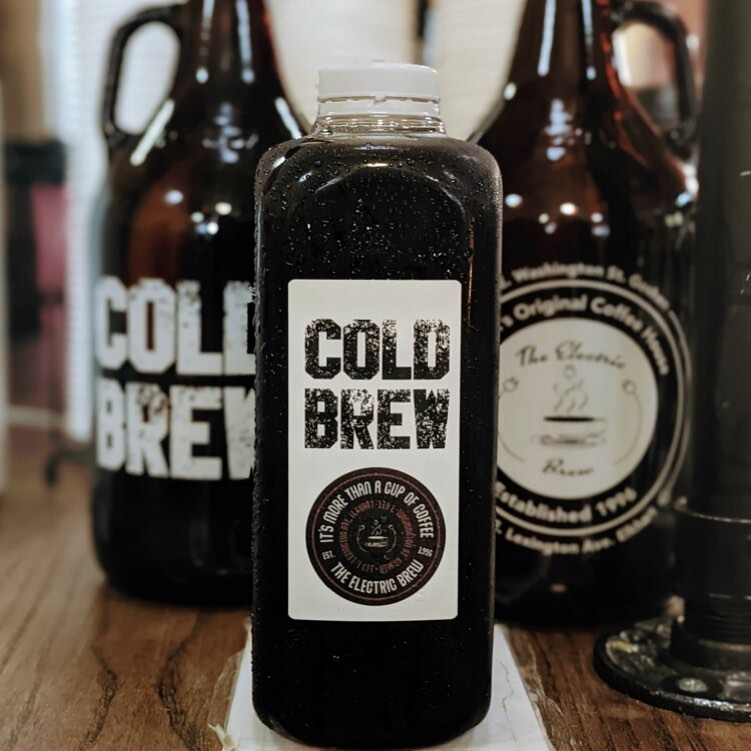 COLD
BREW
IT'S MORE THAN A CUP OF COFFEE
EST. 1996
THE ELECTRIC BREW
COLD
BREW
Washington St. Goshen
's Original Coffee House
The Electric
Brew
Established 1996
Lexington Ave. Elkhart